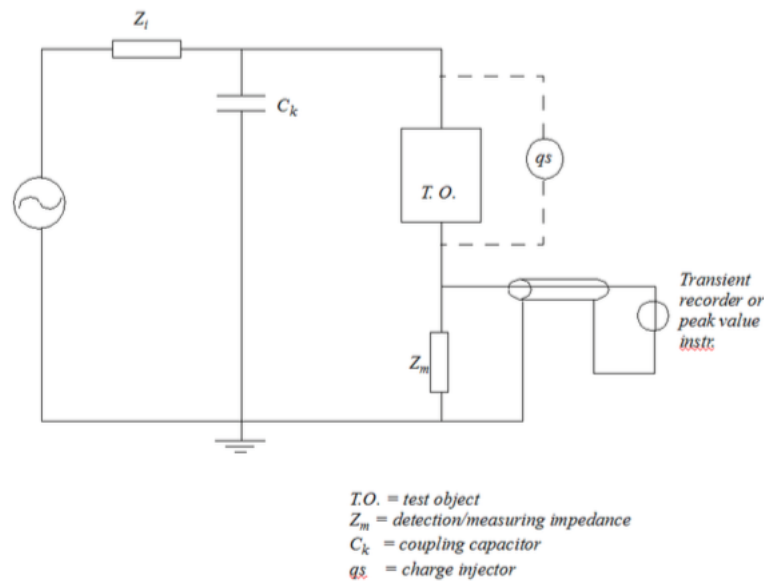 Z_i
C_k
qs
T. O.
Transient
recorder or
peak value
instr.
Z_m
T.O. = test object
Z_m = detection/measuring impedance
C_k = coupling capacitor
qs = charge injector